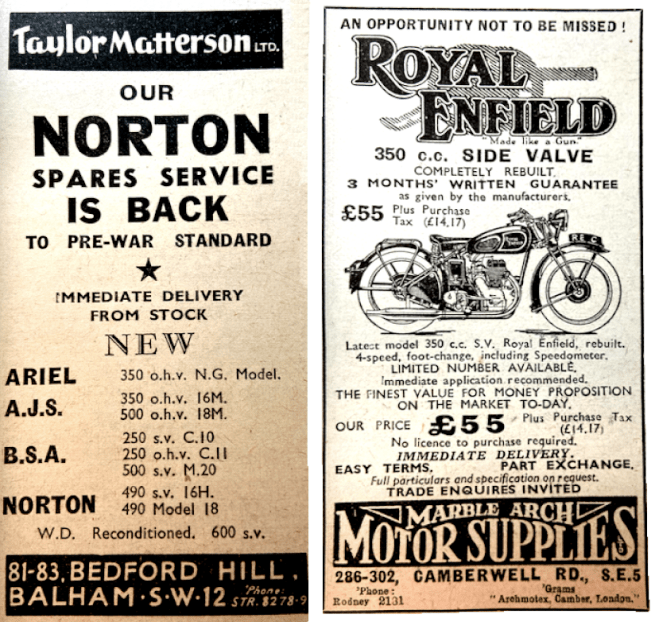 Taylor Matterson LTD.
OUR
NORTON
SPARES SERVICE
IS BACK
TO PRE-WAR STANDARD
IMMEDIATE DELIVERY
FROM STOCK
NEW
ARIEL 350 o.h.v. N.G. Model.
A.J.S. 350 o.h.v. 16M.
500 o.h.v. 18M.
B.S.A. 250 s.v. C.10
250 o.h.v. C.11
500 s.v. M.20
NORTON 490 s.v. 16H.
490 Model 18
W.D. Reconditioned. 600 s.v.
81-83, BEDFORD HILL,
BALHAM·S·W·12 'Phone: STR. 8278-9
AN OPPORTUNITY NOT TO BE MISSED!
ROYAL
ENFIELD
"Made like a Gun"
350 c.c. SIDE VALVE
COMPLETELY REBUILT.
3 MONTHS' WRITTEN GUARANTEE
as given by the manufacturers.
£55 Plus Purchase
Tax (£14.17)
R E C
Latest model 350 c.c. S.V. Royal Enfield, rebuilt.
4-speed, foot-change, including Speedometer.
LIMITED NUMBER AVAILABLE.
Immediate application recommended.
THE FINEST VALUE FOR MONEY PROPOSITION
ON THE MARKET TO-DAY.
OUR PRICE £55 Plus Purchase Tax
(£14.17)
No licence to purchase required.
IMMEDIATE DELIVERY.
EASY TERMS. PART EXCHANGE.
Full particulars and specification on request.
TRADE ENQUIRES INVITED
MARBLE ARCH
MOTOR SUPPLIES
286-302, CAMBERWELL RD., S.E.5
'Phone: 'Grams
Rodney 2131 "Archmotex, Camber, London."